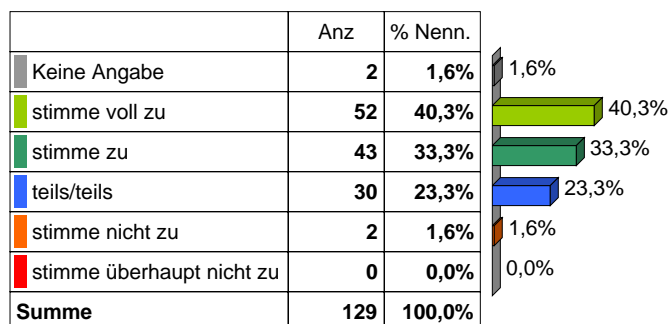 Anz % Nenn.
Keine Angabe 2 1,6% 1,6%
stimme voll zu 52 40,3% 40,3%
stimme zu 43 33,3% 33,3%
teils/teils 30 23,3% 23,3%
stimme nicht zu 2 1,6% 1,6%
stimme überhaupt nicht zu 0 0,0% 0,0%
Summe 129 100,0%